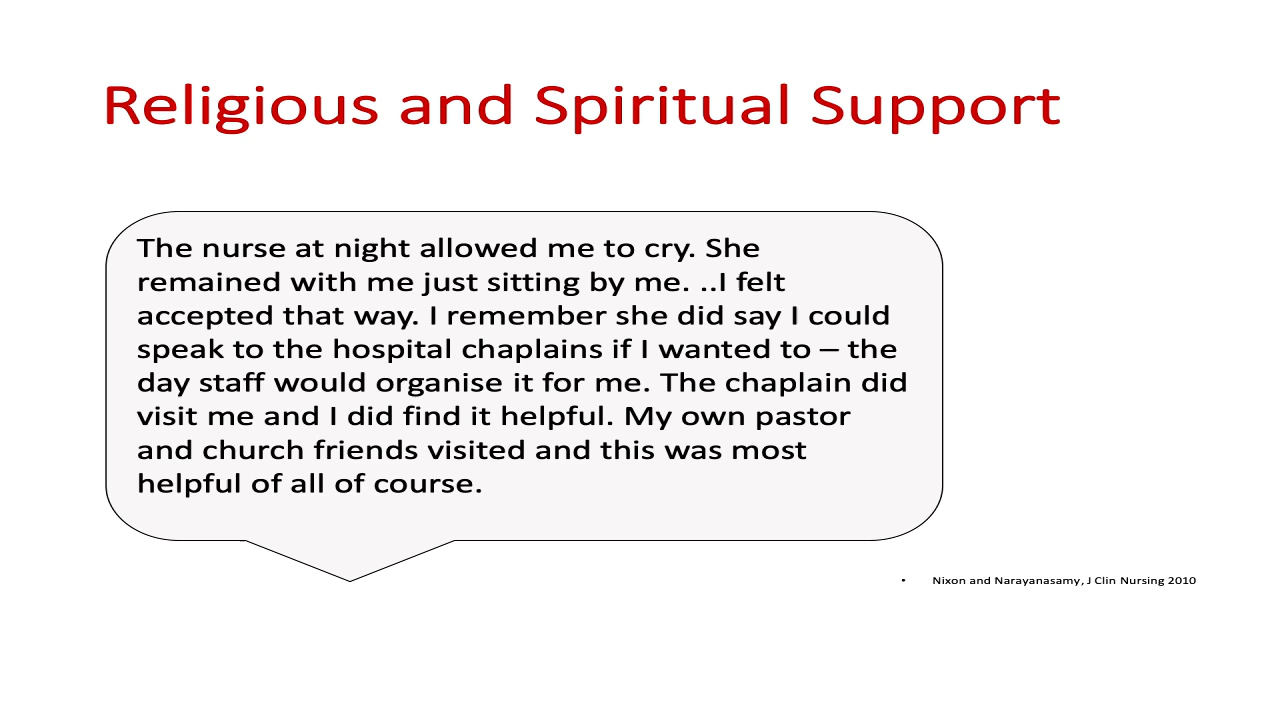 Religious and Spiritual Support
The nurse at night allowed me to cry. She
remained with me just sitting by me. ..I felt
accepted that way. I remember she did say I could
speak to the hospital chaplains if I wanted to – the
day staff would organise it for me. The chaplain did
visit me and I did find it helpful. My own pastor
and church friends visited and this was most
helpful of all of course.
• Nixon and Narayanasamy, J Clin Nursing 2010